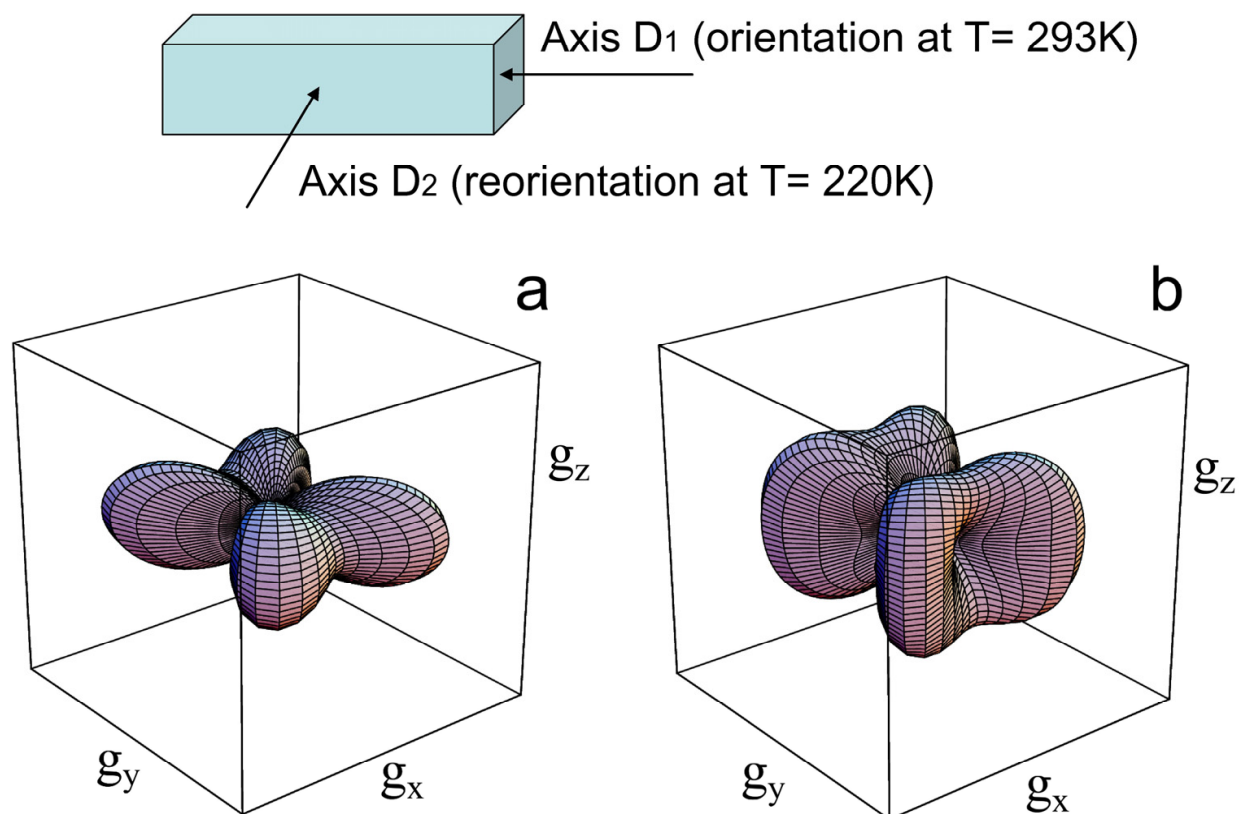 Axis D1 (orientation at T= 293K)
Axis D2 (reorientation at T= 220K)
a
b
gz
gz
gy
gx
gy
gx